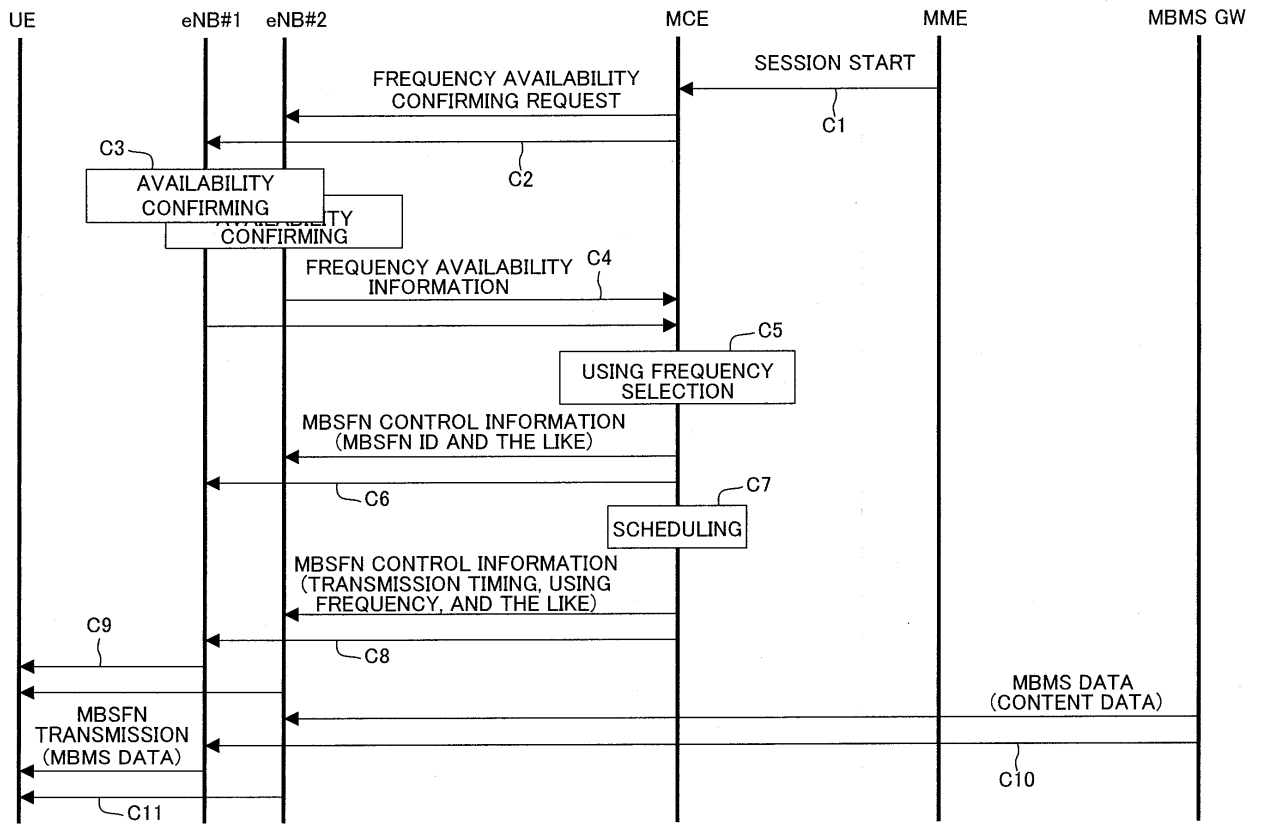 UE
eNB#1
eNB#2
MCE
MME
MBMS GW
SESSION START
C1
FREQUENCY AVAILABILITY
CONFIRMING REQUEST
C2
C3
AVAILABILITY
CONFIRMING
AVAILABILITY
CONFIRMING
FREQUENCY AVAILABILITY
INFORMATION
C4
C5
USING FREQUENCY
SELECTION
MBSFN CONTROL INFORMATION
(MBSFN ID AND THE LIKE)
C6
C7
SCHEDULING
MBSFN CONTROL INFORMATION
(TRANSMISSION TIMING, USING
FREQUENCY, AND THE LIKE)
C8
C9
MBMS DATA
(CONTENT DATA)
C10
MBSFN
TRANSMISSION
(MBMS DATA)
C11